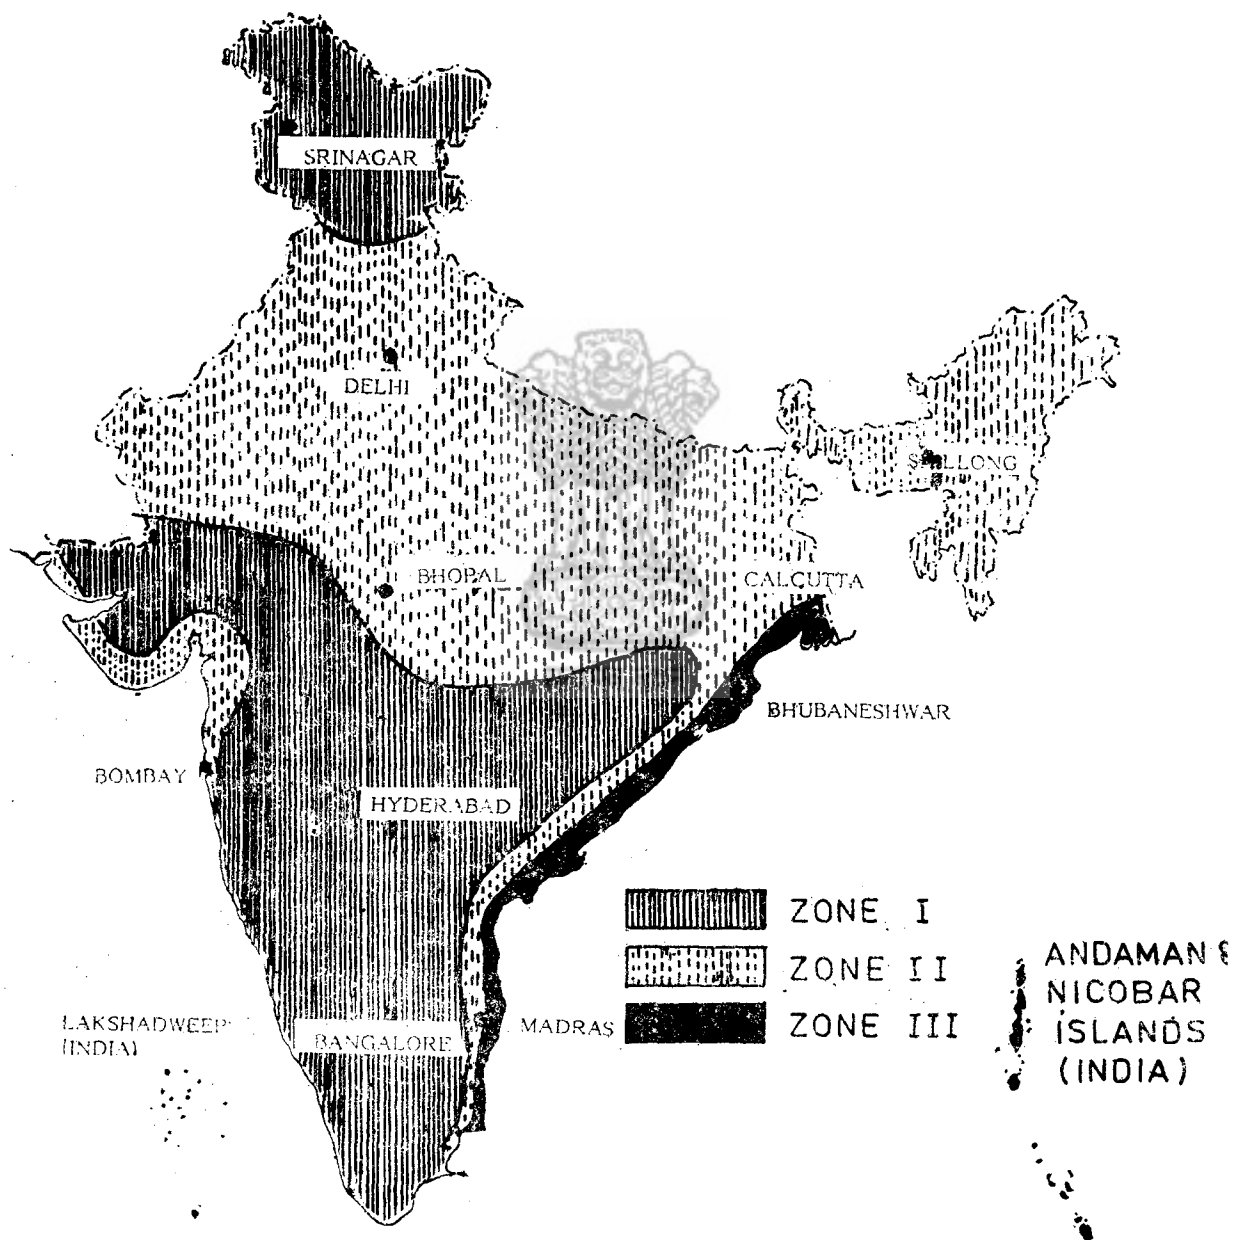 SRINAGAR
DELHI
SHILLONG
BHOPAL
CALCUTTA
BHUBANESHWAR
BOMBAY
HYDERABAD
ZONE I
ZONE II
ZONE III
ANDAMAN &
NICOBAR
ISLANDS
(INDIA)
LAKSHADWEEP
(INDIA)
BANGALORE
MADRAS